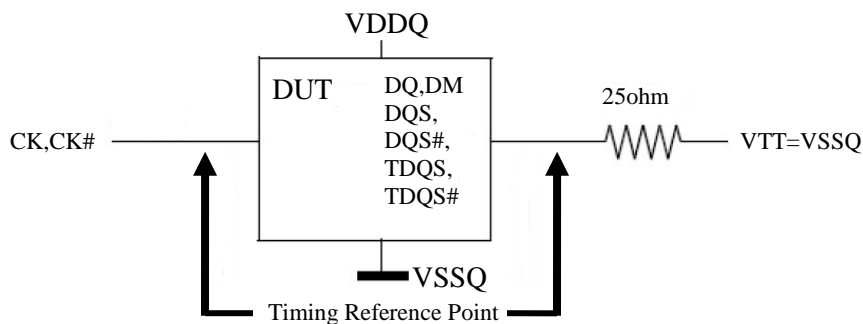 VDDQ
DUT
DQ,DM
DQS,
DQS#,
TDQS,
TDQS#
CK,CK#
25ohm
VTT=VSSQ
VSSQ
Timing Reference Point